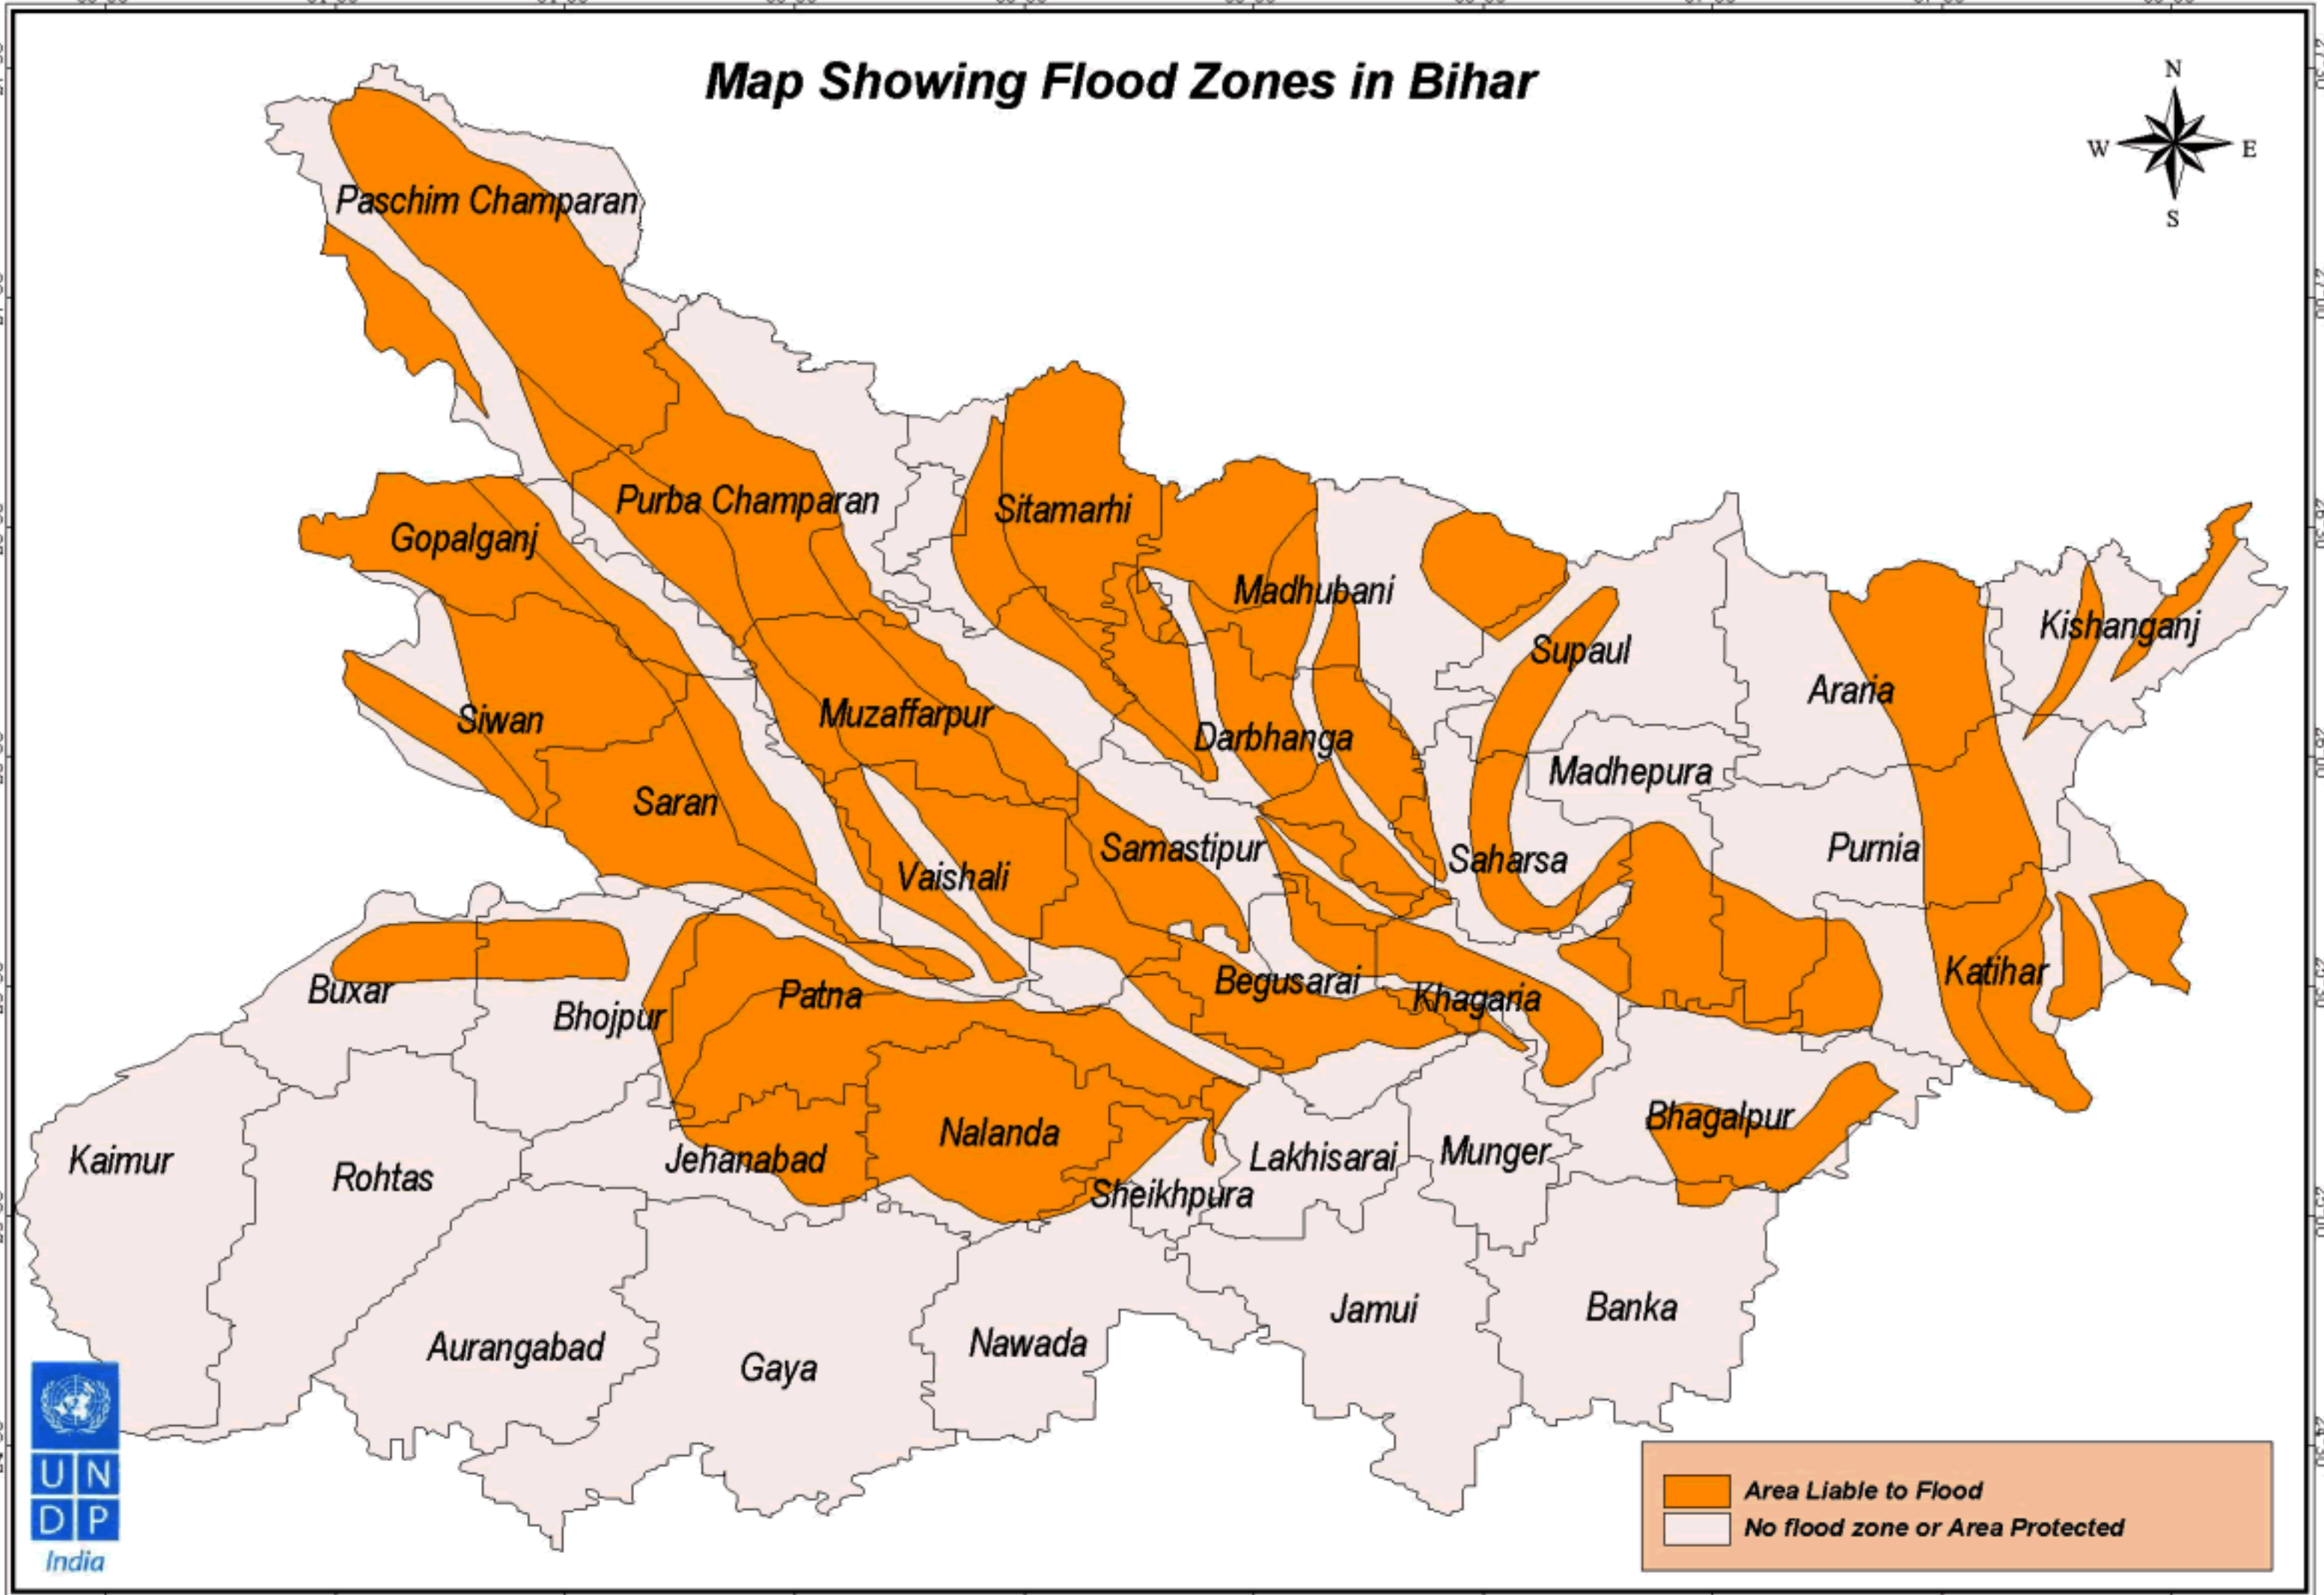 Map Showing Flood Zones in Bihar
N
W E
S
Paschim Champaran
Purba Champaran
Sitamarhi
Gopalganj
Madhubani
Kishanganj
Supaul
Araria
Siwan
Muzaffarpur
Darbhanga
Madhepura
Saran
Samastipur
Purnia
Vaishali
Saharsa
Buxar
Patna
Begusarai
Khagaria
Katihar
Bhojpur
Bhagalpur
Kaimur
Rohtas
Jehanabad
Nalanda
Lakhisarai
Munger
Sheikhpura
Jamui
Banka
Aurangabad
Gaya
Nawada
U N
D P
India
Area Liable to Flood
No flood zone or Area Protected